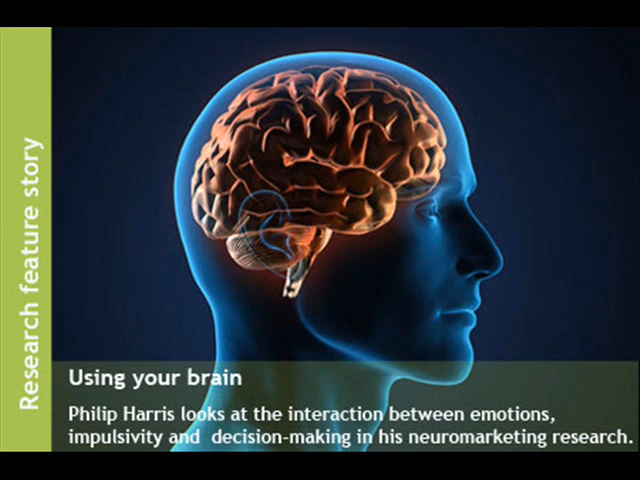 Research feature story
Using your brain
Philip Harris looks at the interaction between emotions,
impulsivity and  decision-making in his neuromarketing research.